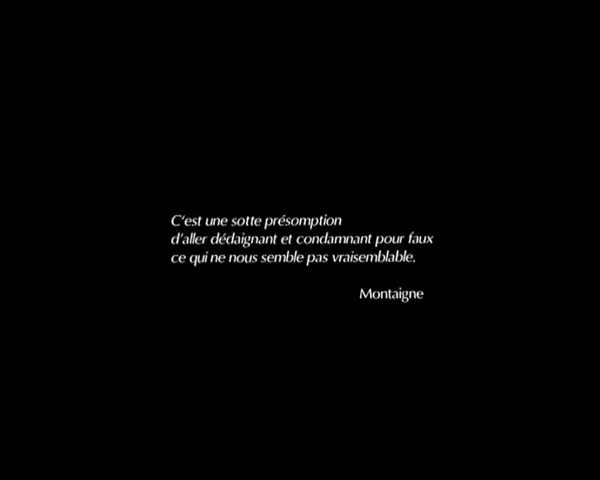 C'est une sotte présomption
d'aller dédaignant et condamnant pour faux
ce qui ne nous semble pas vraisemblable.
Montaigne